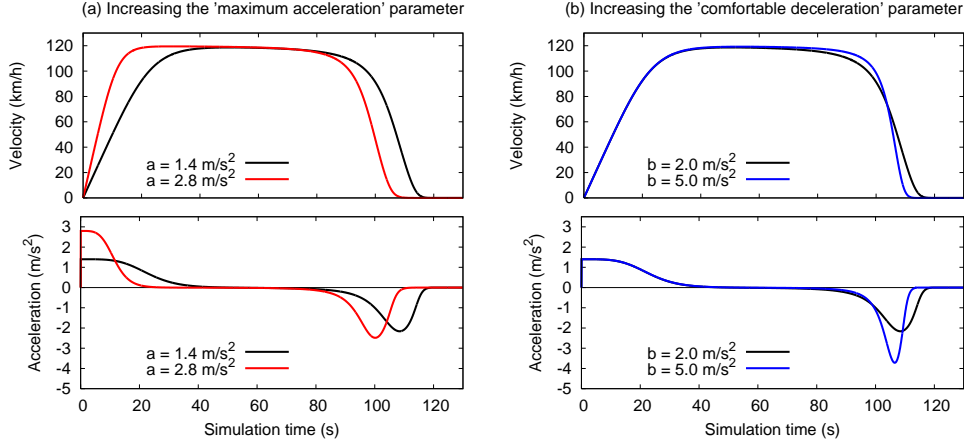 (a) Increasing the 'maximum acceleration' parameter
120
100
80
60
40
20
0
Velocity (km/h)
a = 1.4 m/s²
a = 2.8 m/s²
3
2
1
0
-1
-2
-3
-4
-5
Acceleration (m/s²)
a = 1.4 m/s²
a = 2.8 m/s²
0 20 40 60 80 100 120
Simulation time (s)
(b) Increasing the 'comfortable deceleration' parameter
120
100
80
60
40
20
0
Velocity (km/h)
b = 2.0 m/s²
b = 5.0 m/s²
3
2
1
0
-1
-2
-3
-4
-5
Acceleration (m/s²)
b = 2.0 m/s²
b = 5.0 m/s²
0 20 40 60 80 100 120
Simulation time (s)